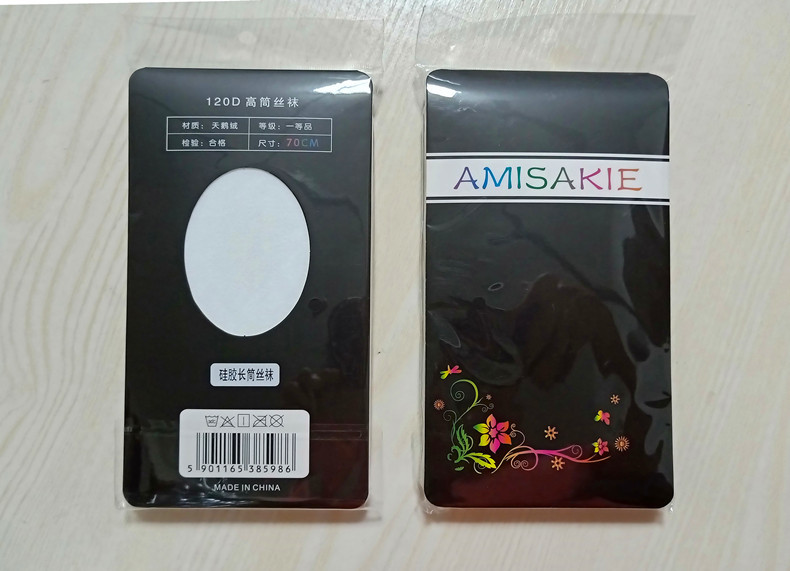 120D 高筒丝袜
材质：天鹅绒 等级：一等品
检验：合格 尺寸：70CM
硅胶长筒丝袜
5 901165 385986
MADE IN CHINA
AMISAKIE